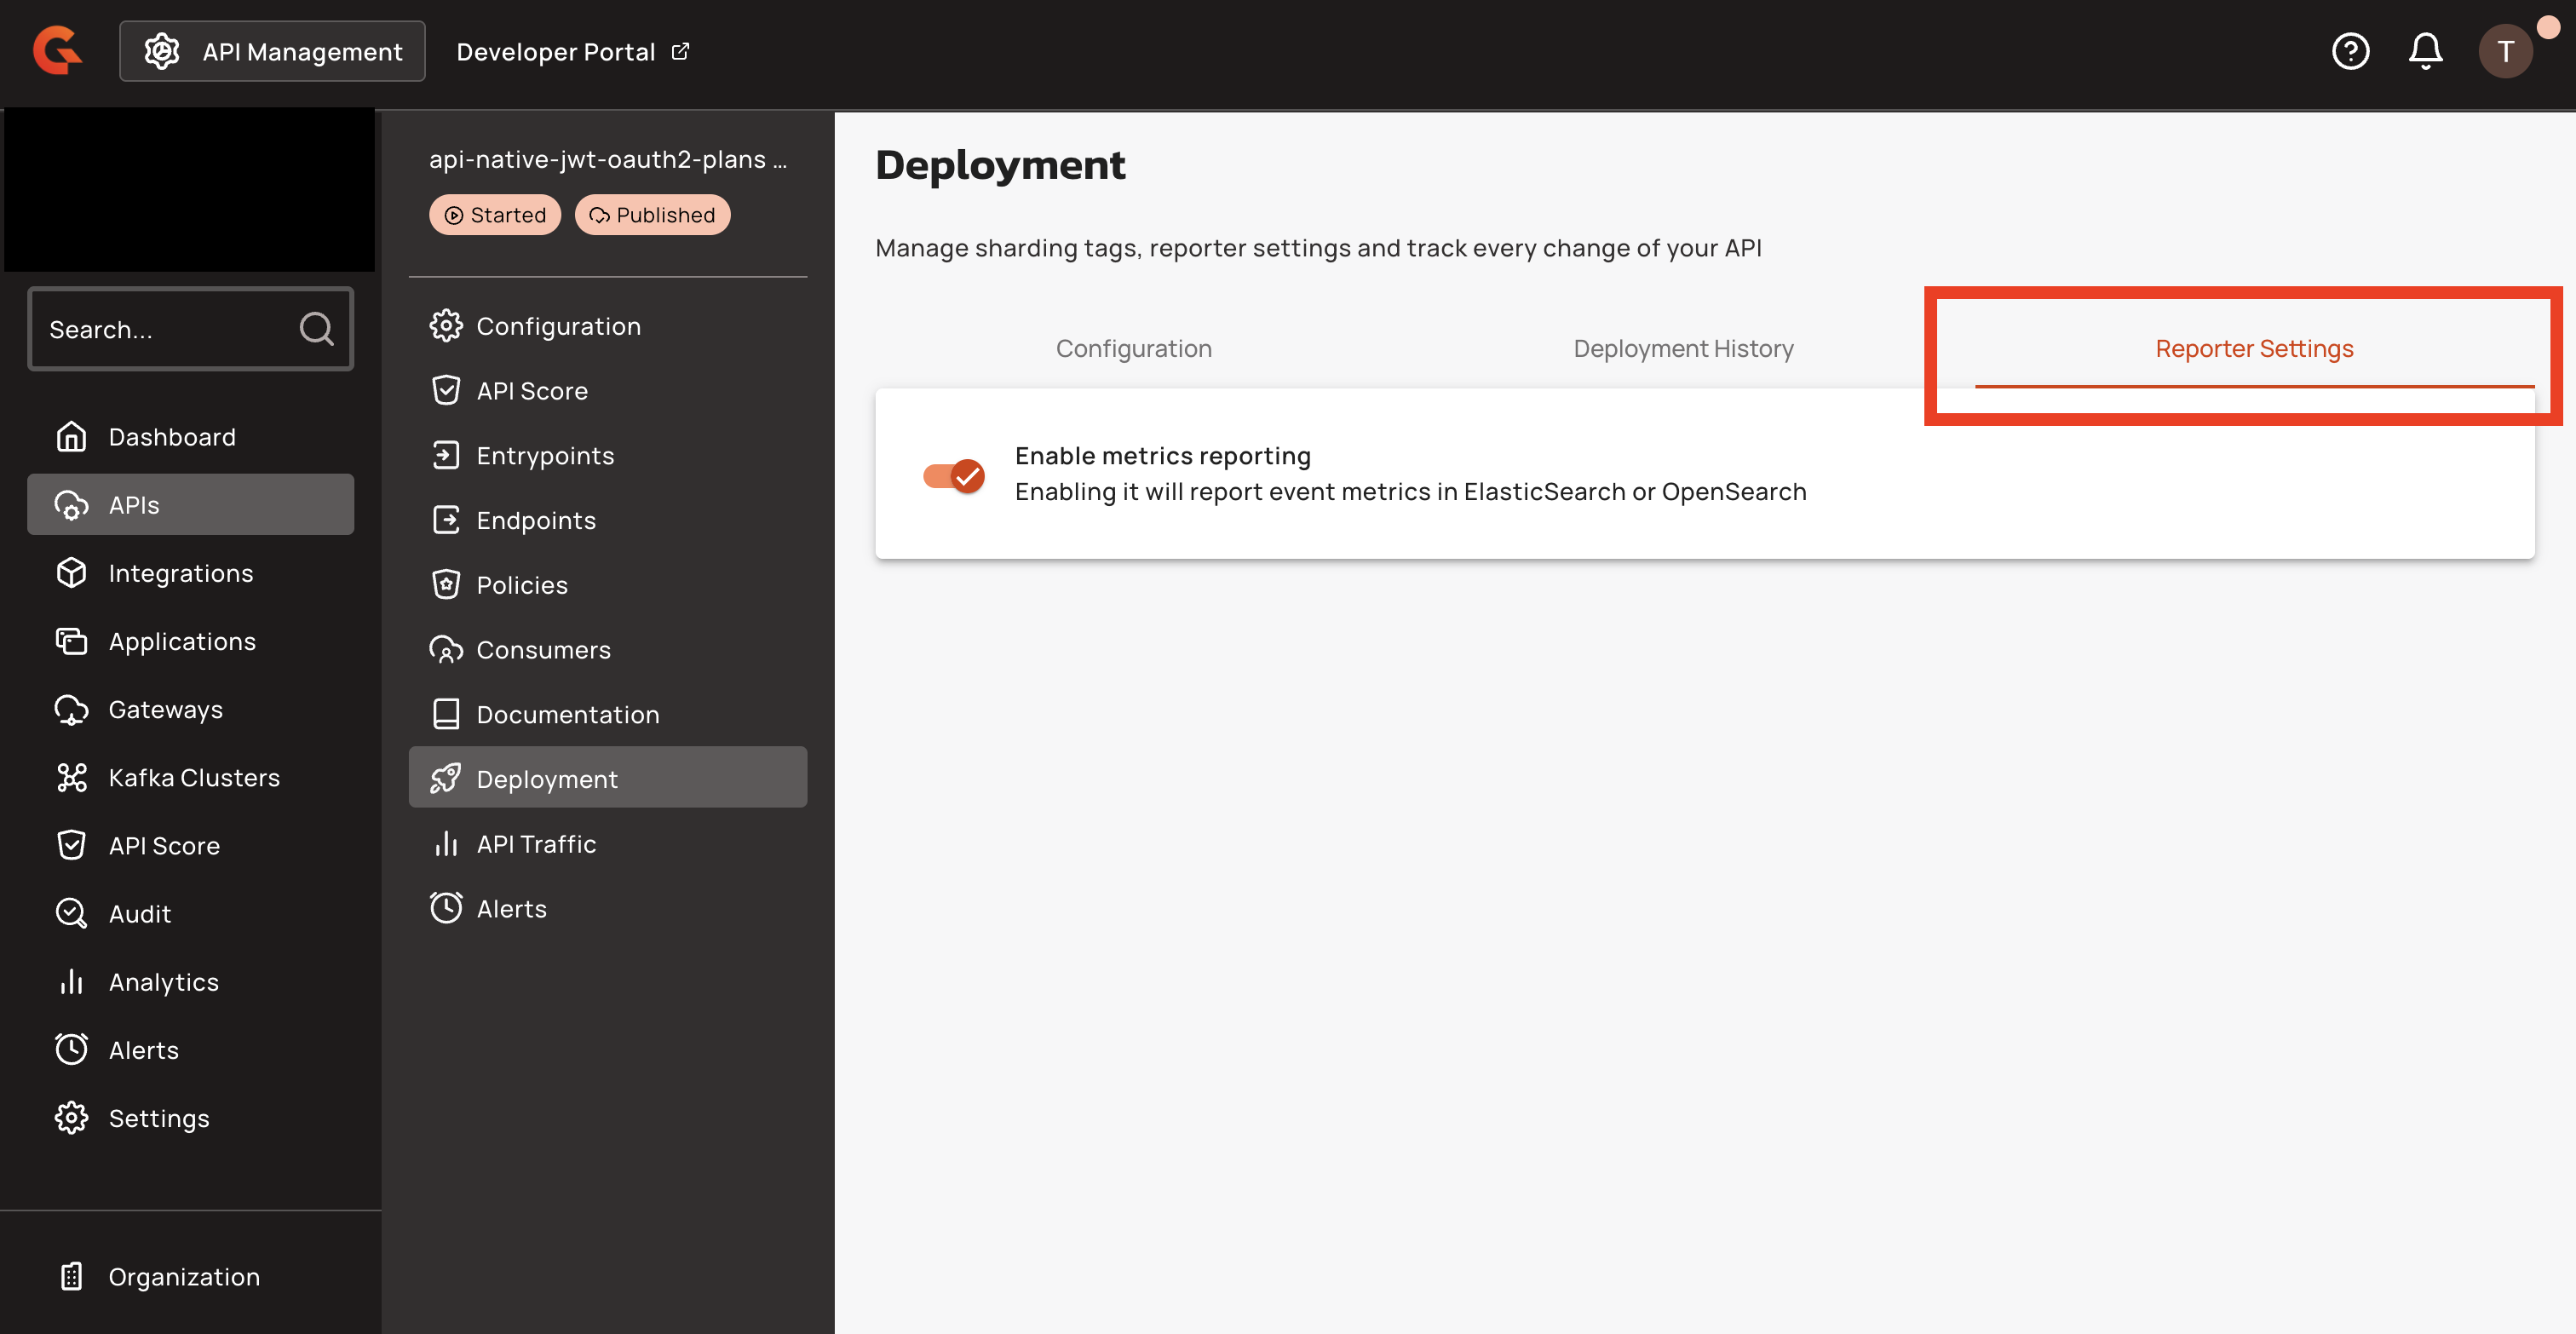 API Management
Developer Portal
T
Search...
Dashboard
APIs
Integrations
Applications
Gateways
Kafka Clusters
API Score
Audit
Analytics
Alerts
Settings
Organization
api-native-jwt-oauth2-plans ...
Started
Published
Configuration
API Score
Entrypoints
Endpoints
Policies
Consumers
Documentation
Deployment
API Traffic
Alerts
Deployment
Manage sharding tags, reporter settings and track every change of your API
Configuration
Deployment History
Reporter Settings
Enable metrics reporting
Enabling it will report event metrics in ElasticSearch or OpenSearch